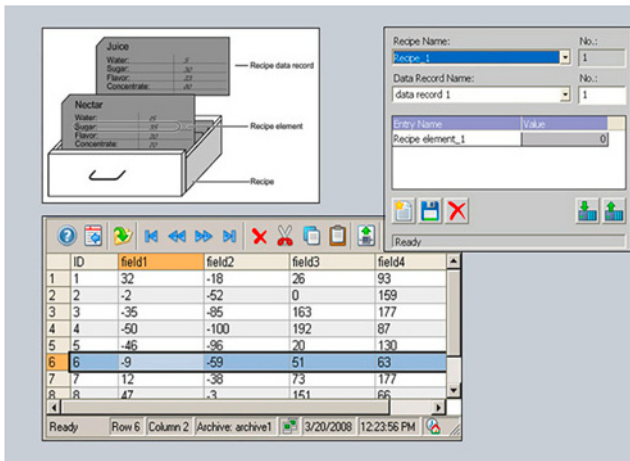 Juice
Water:
Sugar: 30
Flavor:
Concentrate:
Recipe data record
Nectar
Water:
Sugar:
Flavor:
Concentrate:
Recipe element
Recipe
Recipe Name: No.:
Recipe_1 1
Data Record Name: No.:
data record 1 1
Entry Name Value
Recipe element_1 0
Ready
ID field1 field2 field3 field4
1 1 32 -18 26 93
2 2 -2 -52 0 159
3 3 -35 -85 163 177
4 4 -50 -100 192 87
5 5 -46 -96 20 130
6 6 -9 -59 51 63
7 7 12 -38 73 177
8 8 47 -3 151 66
Ready Row 6 Column 2 Archive: archive1 3/20/2008 12:23:56 PM